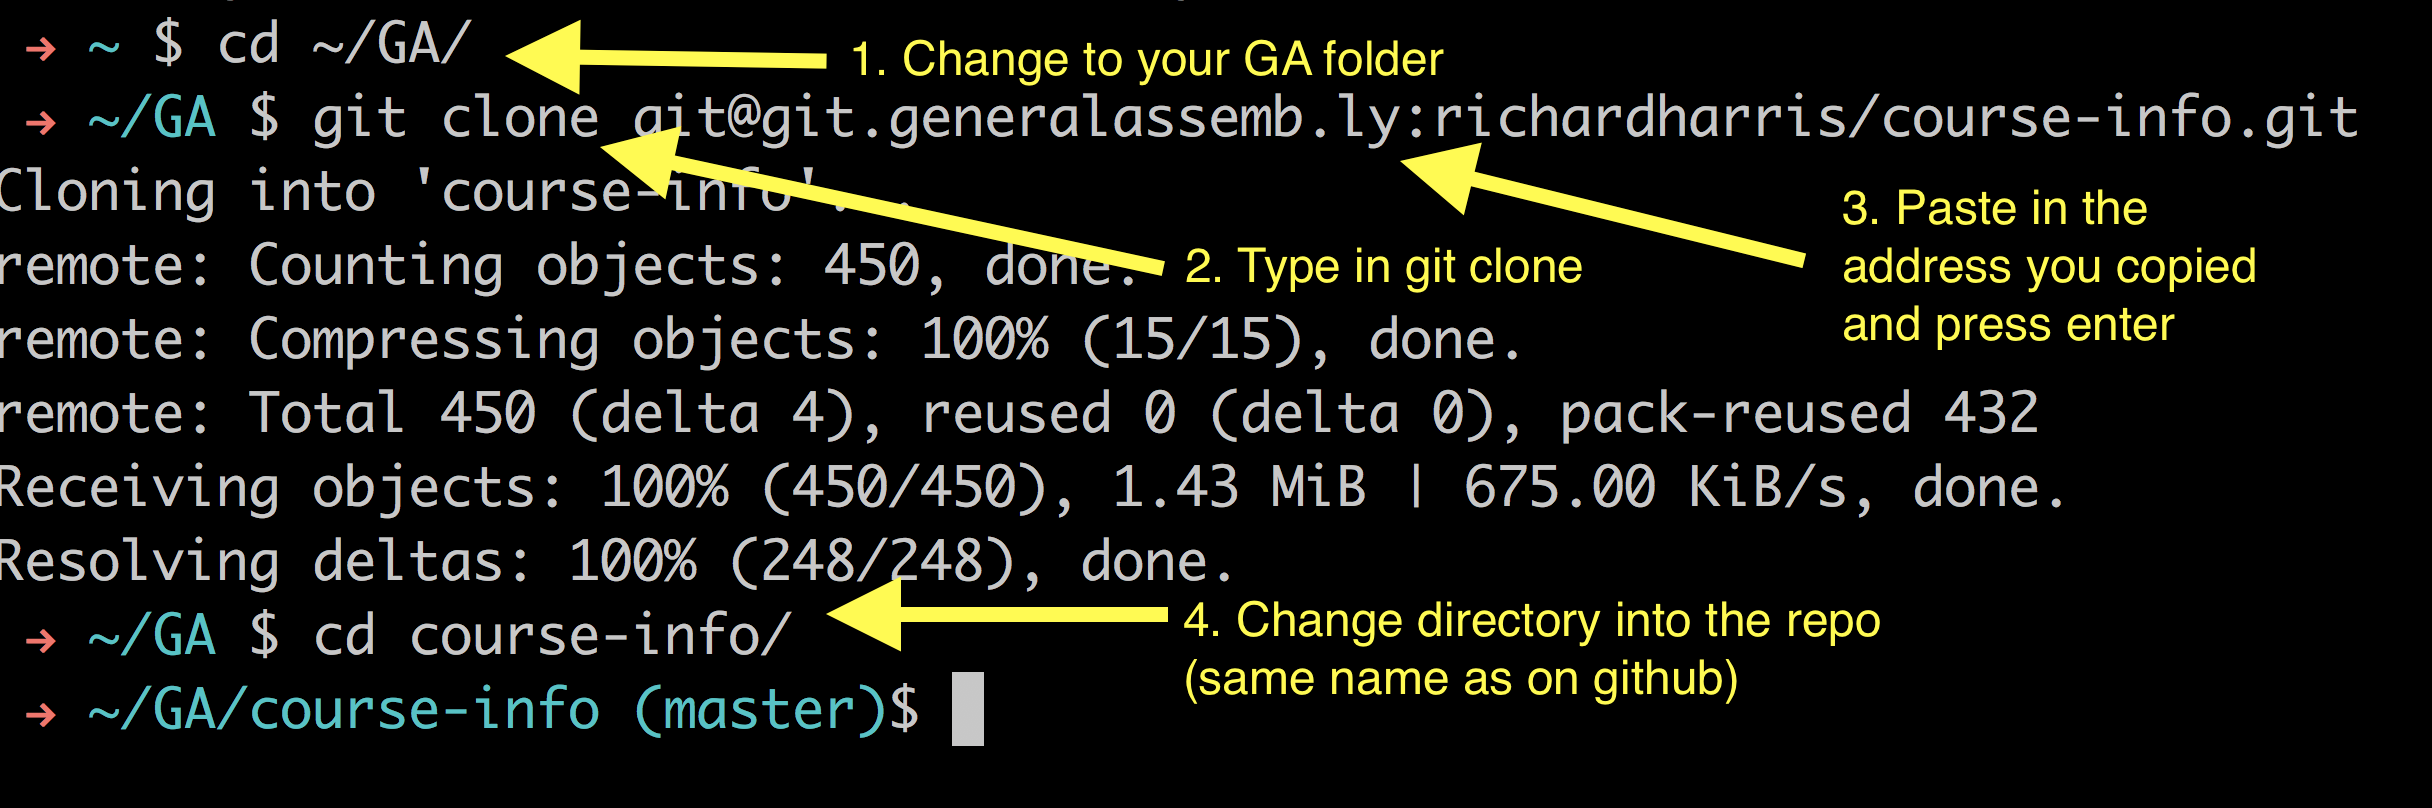 → ~ $ cd ~/GA/
1. Change to your GA folder
→ ~/GA $ git clone git@git.generalassemb.ly:richardharris/course-info.git
Cloning into 'course-info'...
3. Paste in the
address you copied
and press enter
remote: Counting objects: 450, done.
2. Type in git clone
remote: Compressing objects: 100% (15/15), done.
remote: Total 450 (delta 4), reused 0 (delta 0), pack-reused 432
Receiving objects: 100% (450/450), 1.43 MiB | 675.00 KiB/s, done.
Resolving deltas: 100% (248/248), done.
→ ~/GA $ cd course-info/
4. Change directory into the repo
(same name as on github)
→ ~/GA/course-info (master)$